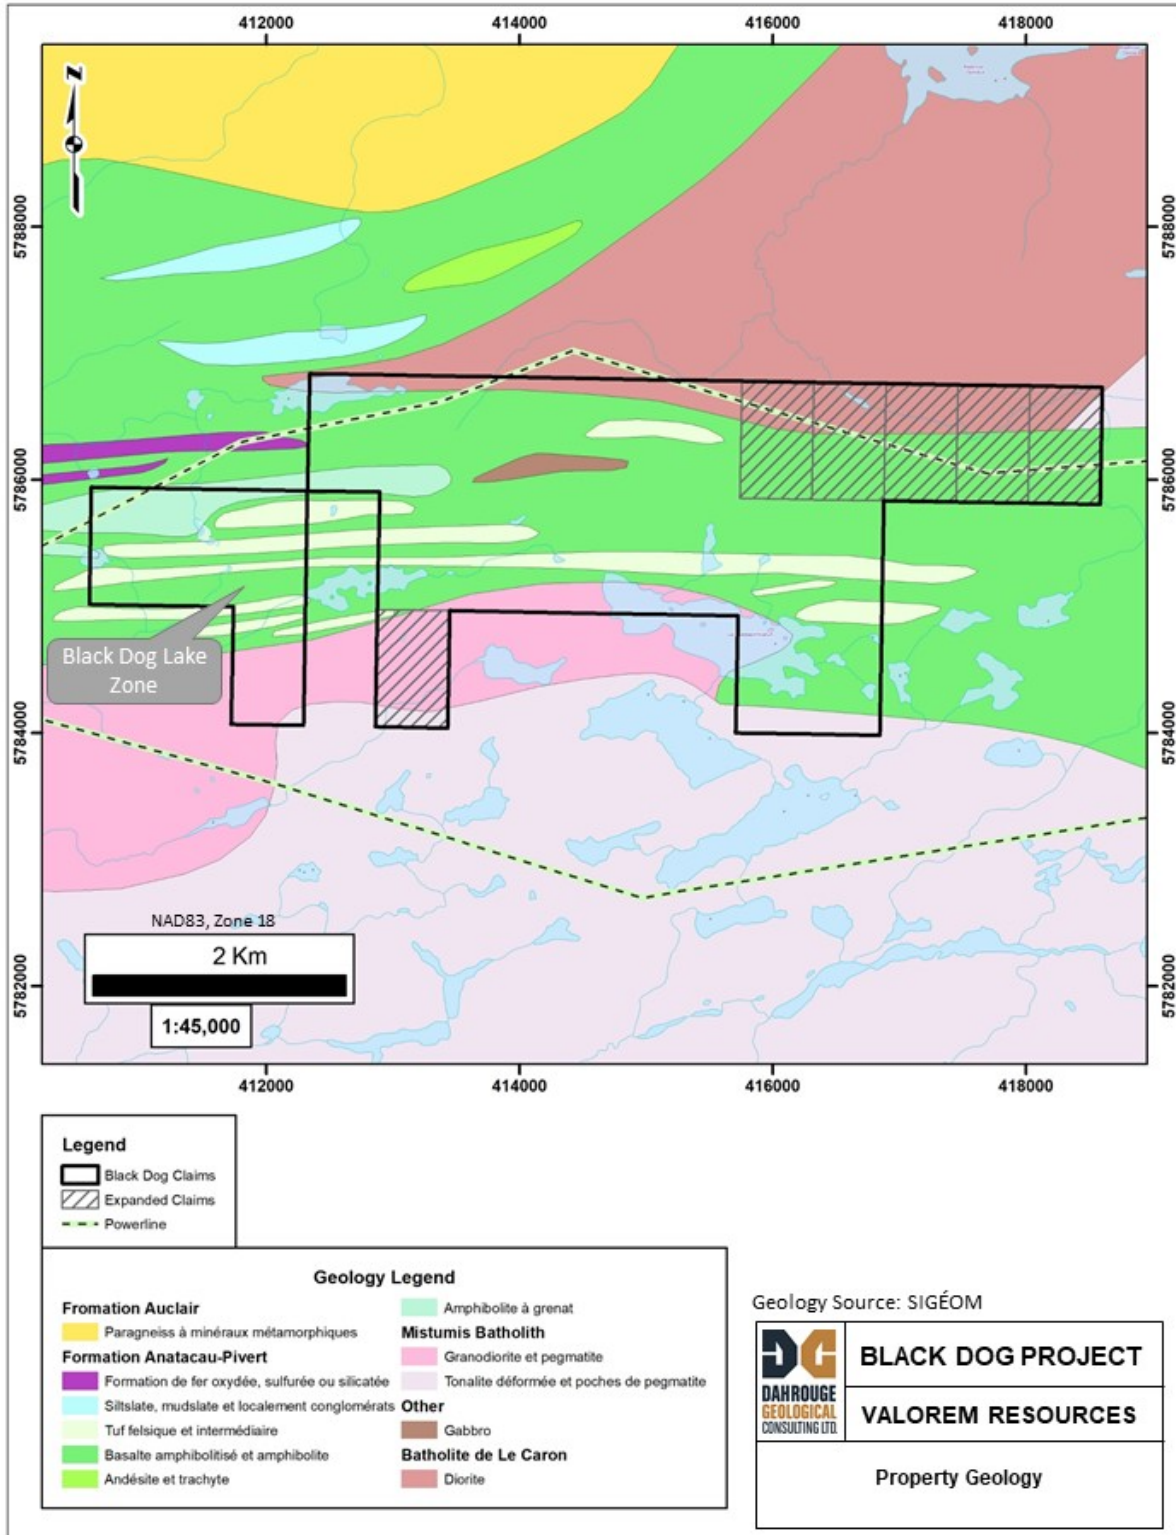 412000
414000
416000
418000
N
5788000
5788000
5786000
5786000
Black Dog Lake
Zone
5784000
5784000
NAD83, Zone 18
2 Km
1:45,000
5782000
5782000
412000
414000
416000
418000
Legend
Black Dog Claims
Expanded Claims
Powerline
Geology Legend
Fromation Auclair
Paragneiss à minéraux métamorphiques
Formation Anatacau-Pivert
Formation de fer oxydée, sulfurée ou silicatée
Siltslate, mudslate et localement conglomérats
Tuf felsique et intermédiaire
Basalte amphibolitisé et amphibolite
Andésite et trachyte
Amphibolite à grenat
Mistumis Batholith
Granodiorite et pegmatite
Tonalite déformée et poches de pegmatite
Other
Gabbro
Batholite de Le Caron
Diorite
Geology Source: SIGÉOM
DAHROUGE
GEOLOGICAL
CONSULTING LTD.
BLACK DOG PROJECT
VALOREM RESOURCES
Property Geology